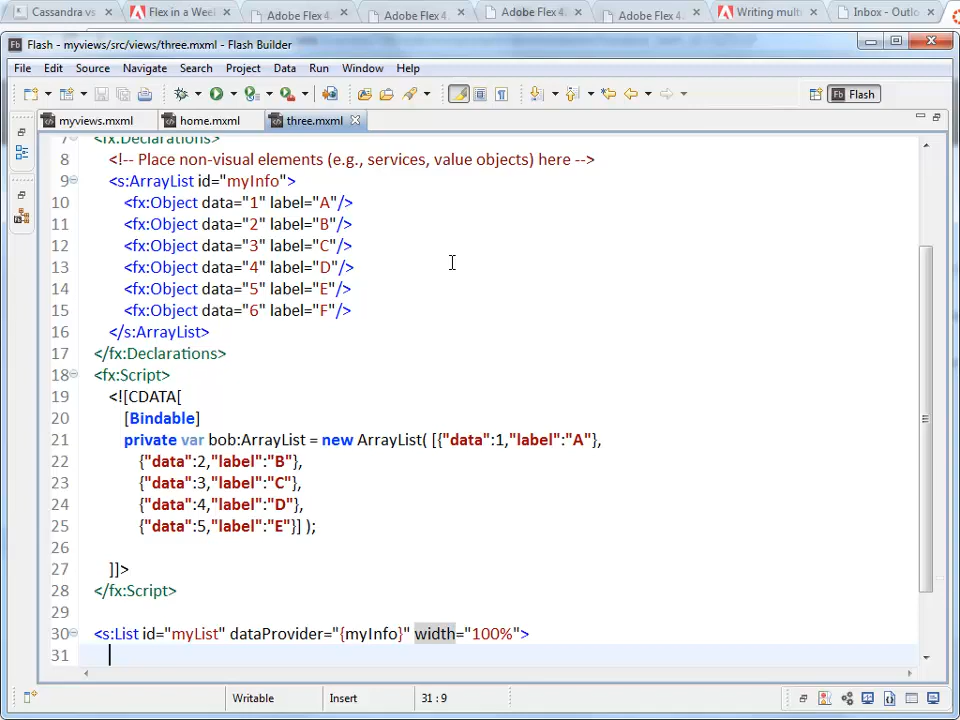 Cassandra vs
Flex in a Wee
Adobe Flex 4
Adobe Flex 4.
Adobe Flex 4.
Adobe Flex 4
Writing mult
Inbox - Outlo
Fb Flash - myviews/src/views/three.mxml - Flash Builder
File Edit Source Navigate Search Project Data Run Window Help
Fb Flash
myviews.mxml home.mxml three.mxml
7 <fx:Declarations>
8 <!-- Place non-visual elements (e.g., services, value objects) here -->
9 <s:ArrayList id="myInfo">
10 <fx:Object data="1" label="A"/>
11 <fx:Object data="2" label="B"/>
12 <fx:Object data="3" label="C"/>
13 <fx:Object data="4" label="D"/>
14 <fx:Object data="5" label="E"/>
15 <fx:Object data="6" label="F"/>
16 </s:ArrayList>
17 </fx:Declarations>
18 <fx:Script>
19 <![CDATA[
20 [Bindable]
21 private var bob:ArrayList = new ArrayList( [{"data":1,"label":"A"},
22 {"data":2,"label":"B"},
23 {"data":3,"label":"C"},
24 {"data":4,"label":"D"},
25 {"data":5,"label":"E"}] );
26
27 ]]>
28 </fx:Script>
29
30 <s:List id="myList" dataProvider="{myInfo}" width="100%">
31
Writable Insert 31 : 9